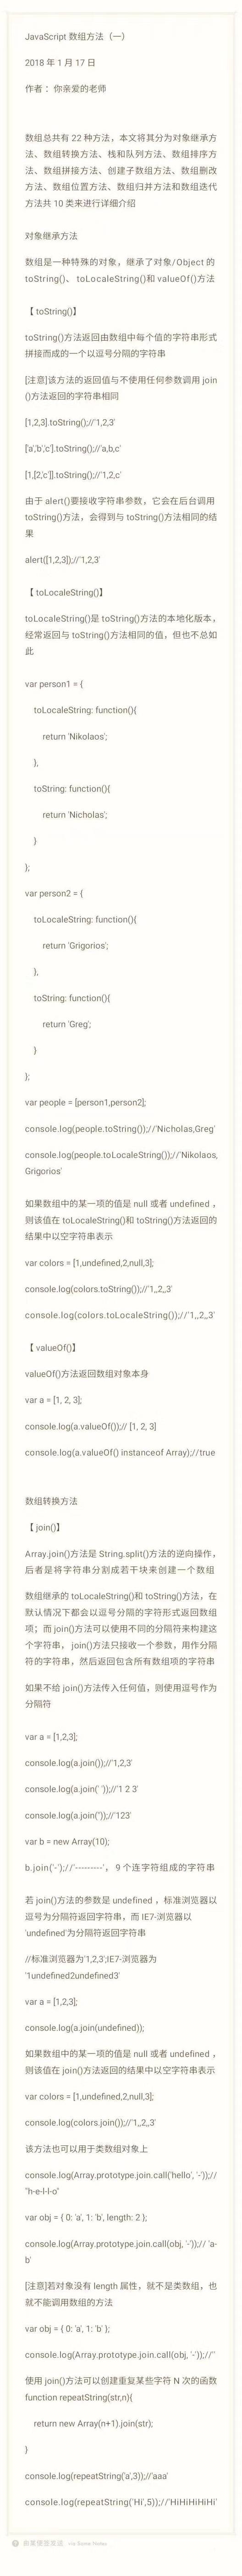 JavaScript 数组方法（一）
2018 年 1 月 17 日
作者 ：你亲爱的老师
数组总共有 22 种方法，本文将其分为对象继承方
法、数组转换方法、栈和队列方法、数组排序方
法、数组拼接方法、创建子数组方法、数组删改
方法、数组位置方法、数组归并方法和数组迭代
方法共 10 类来进行详细介绍
对象继承方法
数组是一种特殊的对象，继承了对象/Object 的
toString()、 toLocaleString()和 valueOf()方法
【 toString()】
toString()方法返回由数组中每个值的字符串形式
拼接而成的一个以逗号分隔的字符串
[注意]该方法的返回值与不使用任何参数调用 join
()方法返回的字符串相同
[1,2,3].toString();//'1,2,3'
['a','b','c'].toString();//'a,b,c'
[1,[2,'c']].toString();//'1,2,c'
由于 alert()要接收字符串参数，它会在后台调用
toString()方法，会得到与 toString()方法相同的结
果
alert([1,2,3]);//'1,2,3'
【 toLocaleString()】
toLocaleString()是 toString()方法的本地化版本，
经常返回与 toString()方法相同的值，但也不总如
此
var person1 = {
toLocaleString: function(){
return 'Nikolaos';
},
toString: function(){
return 'Nicholas';
}
};
var person2 = {
toLocaleString: function(){
return 'Grigorios';
},
toString: function(){
return 'Greg';
}
};
var people = [person1,person2];
console.log(people.toString());//'Nicholas,Greg'
console.log(people.toLocaleString());//'Nikolaos,
Grigorios'
如果数组中的某一项的值是 null 或者 undefined ，
则该值在 toLocaleString()和 toString()方法返回的
结果中以空字符串表示
var colors = [1,undefined,2,null,3];
console.log(colors.toString());//'1,,2,,3'
console.log(colors.toLocaleString());//'1,,2,,3'
【 valueOf()】
valueOf()方法返回数组对象本身
var a = [1, 2, 3];
console.log(a.valueOf());// [1, 2, 3]
console.log(a.valueOf() instanceof Array);//true
数组转换方法
【 join()】
Array.join()方法是 String.split()方法的逆向操作，
后者是将字符串分割成若干块来创建一个数组
数组继承的 toLocaleString()和 toString()方法，在
默认情况下都会以逗号分隔的字符形式返回数组
项；而 join()方法可以使用不同的分隔符来构建这
个字符串， join()方法只接收一个参数，用作分隔
符的字符串，然后返回包含所有数组项的字符串
如果不给 join()方法传入任何值，则使用逗号作为
分隔符
var a = [1,2,3];
console.log(a.join());//'1,2,3'
console.log(a.join(' '));//'1 2 3'
console.log(a.join(''));//'123'
var b = new Array(10);
b.join('-');//'---------'， 9 个连字符组成的字符串
若 join()方法的参数是 undefined ，标准浏览器以
逗号为分隔符返回字符串，而 IE7-浏览器以
'undefined'为分隔符返回字符串
//标准浏览器为'1,2,3';IE7-浏览器为
'1undefined2undefined3'
var a = [1,2,3];
console.log(a.join(undefined));
如果数组中的某一项的值是 null 或者 undefined ，
则该值在 join()方法返回的结果中以空字符串表示
var colors = [1,undefined,2,null,3];
console.log(colors.join());//'1,,2,,3'
该方法也可以用于类数组对象上
console.log(Array.prototype.join.call('hello', '-'));//
"h-e-l-l-o"
var obj = { 0: 'a', 1: 'b', length: 2 };
console.log(Array.prototype.join.call(obj, '-'));// 'a-
b'
[注意]若对象没有 length 属性，就不是类数组，也
就不能调用数组的方法
var obj = { 0: 'a', 1: 'b' };
console.log(Array.prototype.join.call(obj, '-'));//''
使用 join()方法可以创建重复某些字符 N 次的函数
function repeatString(str,n){
return new Array(n+1).join(str);
}
console.log(repeatString('a',3));//'aaa'
console.log(repeatString('Hi',5));//'HiHiHiHiHi'
via Some Notes